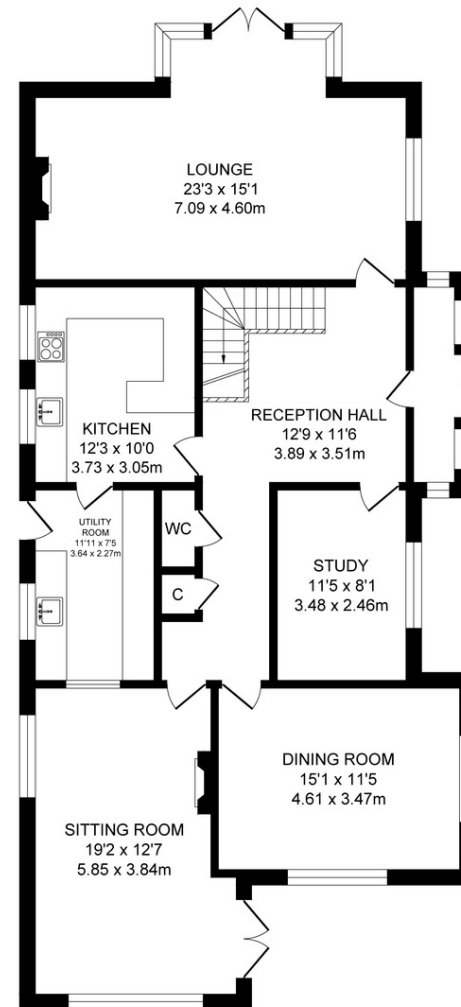 LOUNGE
23'3 x 15'1
7.09 x 4.60m
RECEPTION HALL
12'9 x 11'6
3.89 x 3.51m
KITCHEN
12'3 x 10'0
3.73 x 3.05m
UTILITY
ROOM
11'11 x 7'5
3.64 x 2.27m
WC
C
STUDY
11'5 x 8'1
3.48 x 2.46m
DINING ROOM
15'1 x 11'5
4.61 x 3.47m
SITTING ROOM
19'2 x 12'7
5.85 x 3.84m